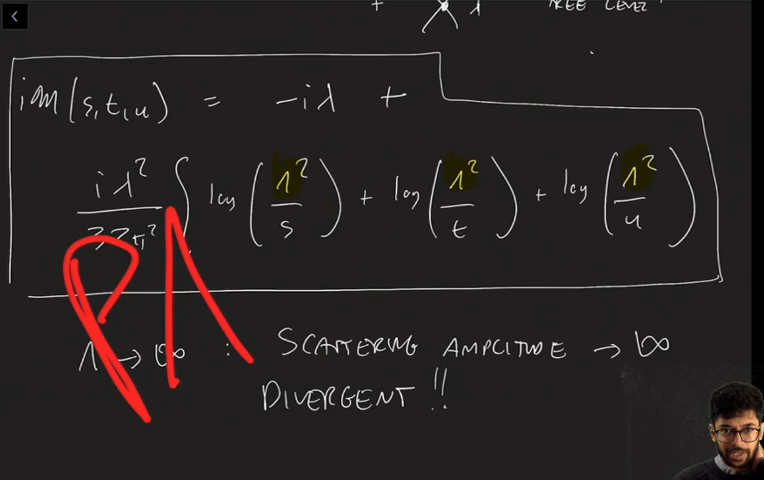 + λ TREE LEVEL
iM(s,t,u) = -iλ +
iλ² / 32π² { log(Λ²/s) + log(Λ²/t) + log(Λ²/u)
Λ → ∞ : SCATTERING AMPLITUDE → ∞
DIVERGENT !!